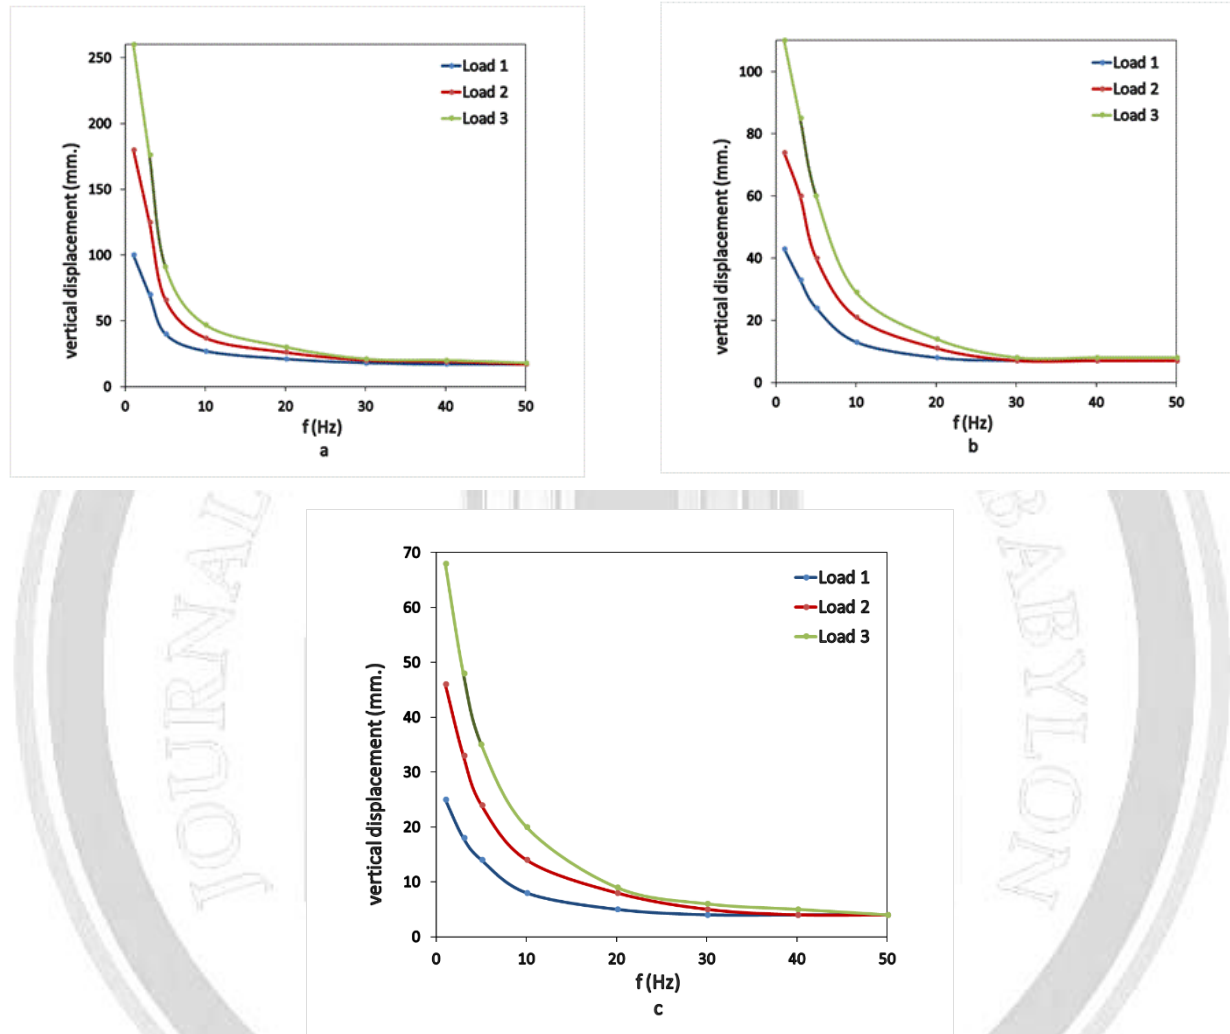 250
200
150
100
50
0
0 10 20 30 40 50
vertical displacement (mm.)
f (Hz)
a
Load 1
Load 2
Load 3
100
80
60
40
20
0
0 10 20 30 40 50
vertical displacement (mm.)
f (Hz)
b
Load 1
Load 2
Load 3
70
60
50
40
30
20
10
0
0 10 20 30 40 50
vertical displacement (mm.)
f (Hz)
c
Load 1
Load 2
Load 3
JOURNAL
BABYLON